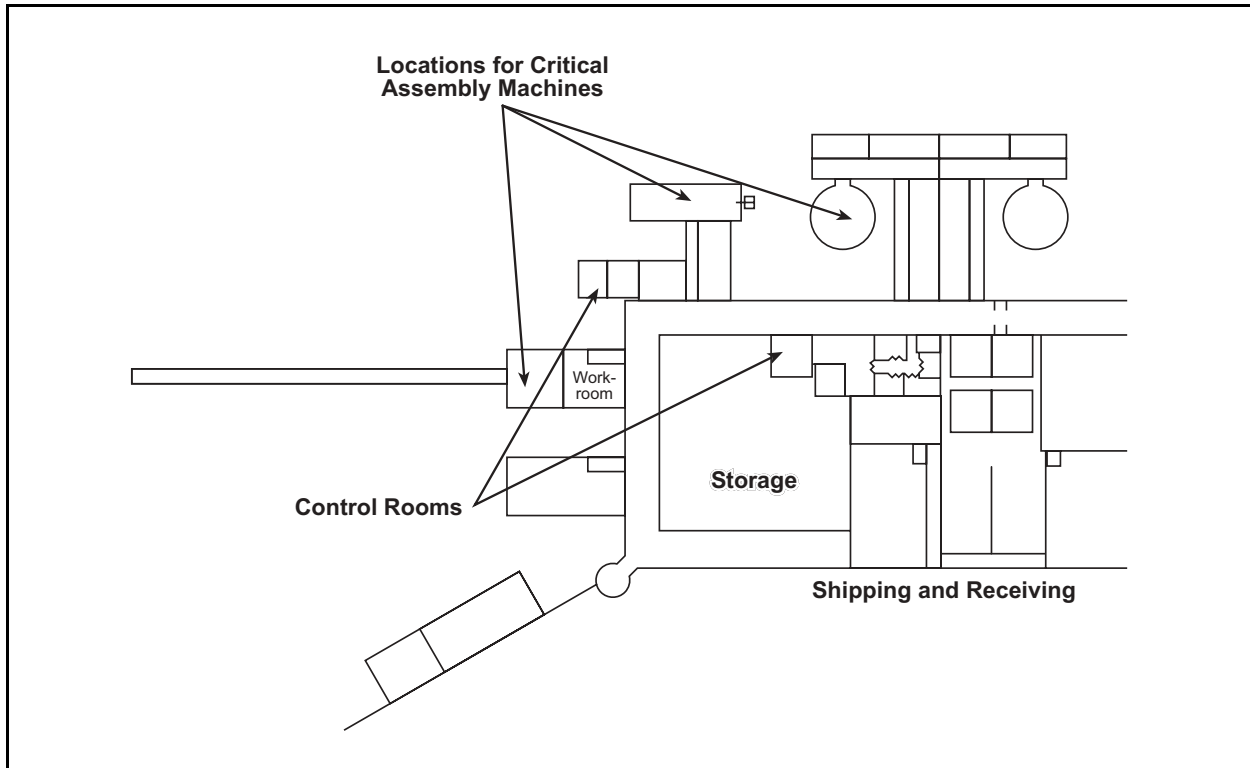 Locations for Critical
Assembly Machines
Work-
room
Storage
Control Rooms
Shipping and Receiving